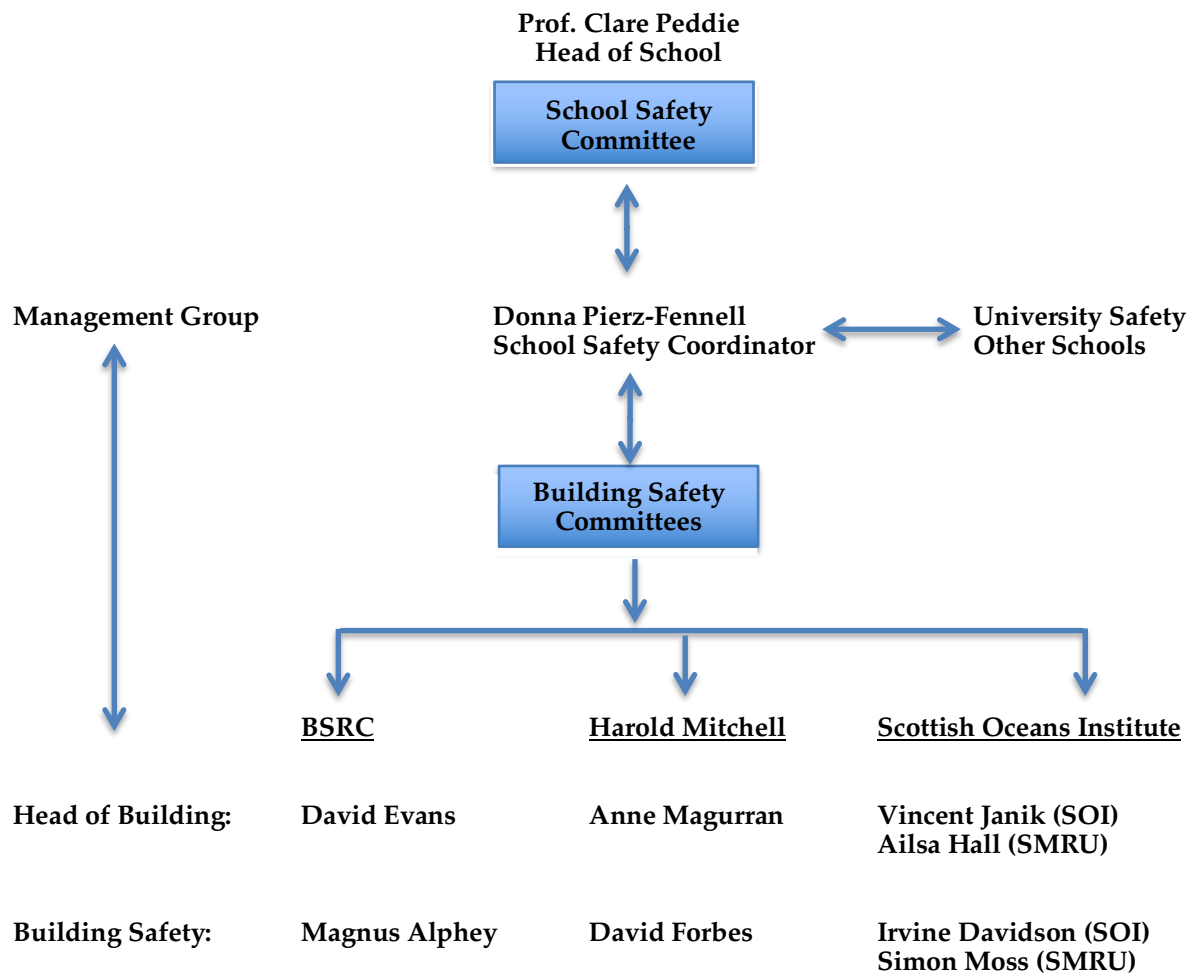 Prof. Clare Peddie
Head of School
School Safety
Committee
Management Group
Donna Pierz-Fennell
School Safety Coordinator
University Safety
Other Schools
Building Safety
Committees
BSRC
Harold Mitchell
Scottish Oceans Institute
Head of Building:
David Evans
Anne Magurran
Vincent Janik (SOI)
Ailsa Hall (SMRU)
Building Safety:
Magnus Alphey
David Forbes
Irvine Davidson (SOI)
Simon Moss (SMRU)